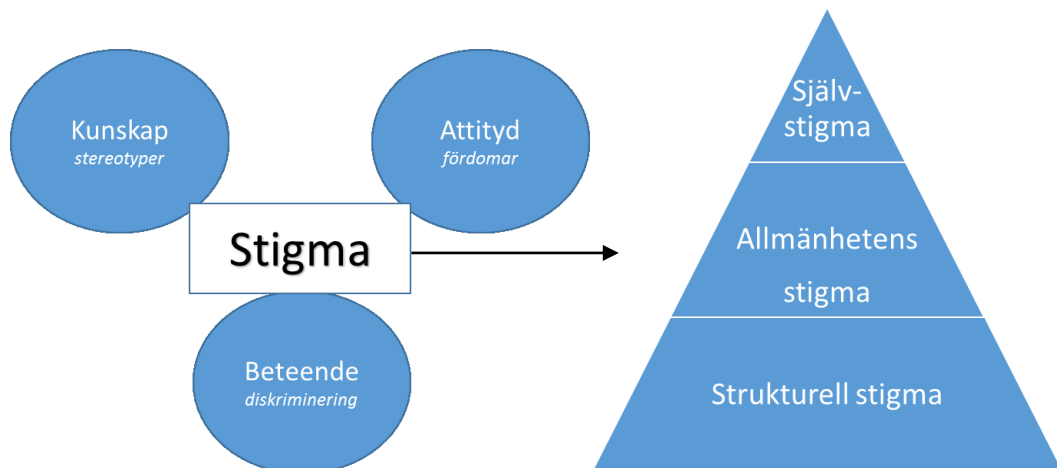 Kunskap
stereotyper
Attityd
fördomar
Stigma
Beteende
diskriminering
Själv-
stigma
Allmänhetens
stigma
Strukturell stigma